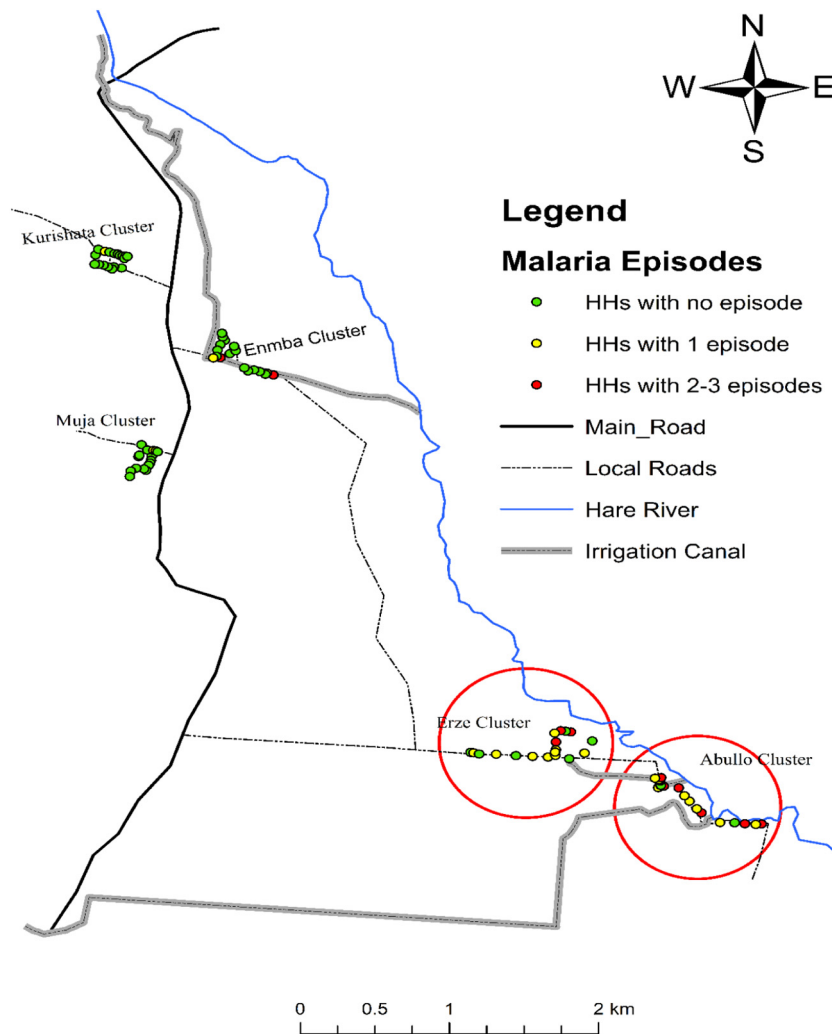 N
W E
S
Legend
Malaria Episodes
HHs with no episode
HHs with 1 episode
HHs with 2-3 episodes
Main_Road
Local Roads
Hare River
Irrigation Canal
Kurishata Cluster
Enmba Cluster
Muja Cluster
Erze Cluster
Abullo Cluster
0 0.5 1 2 km